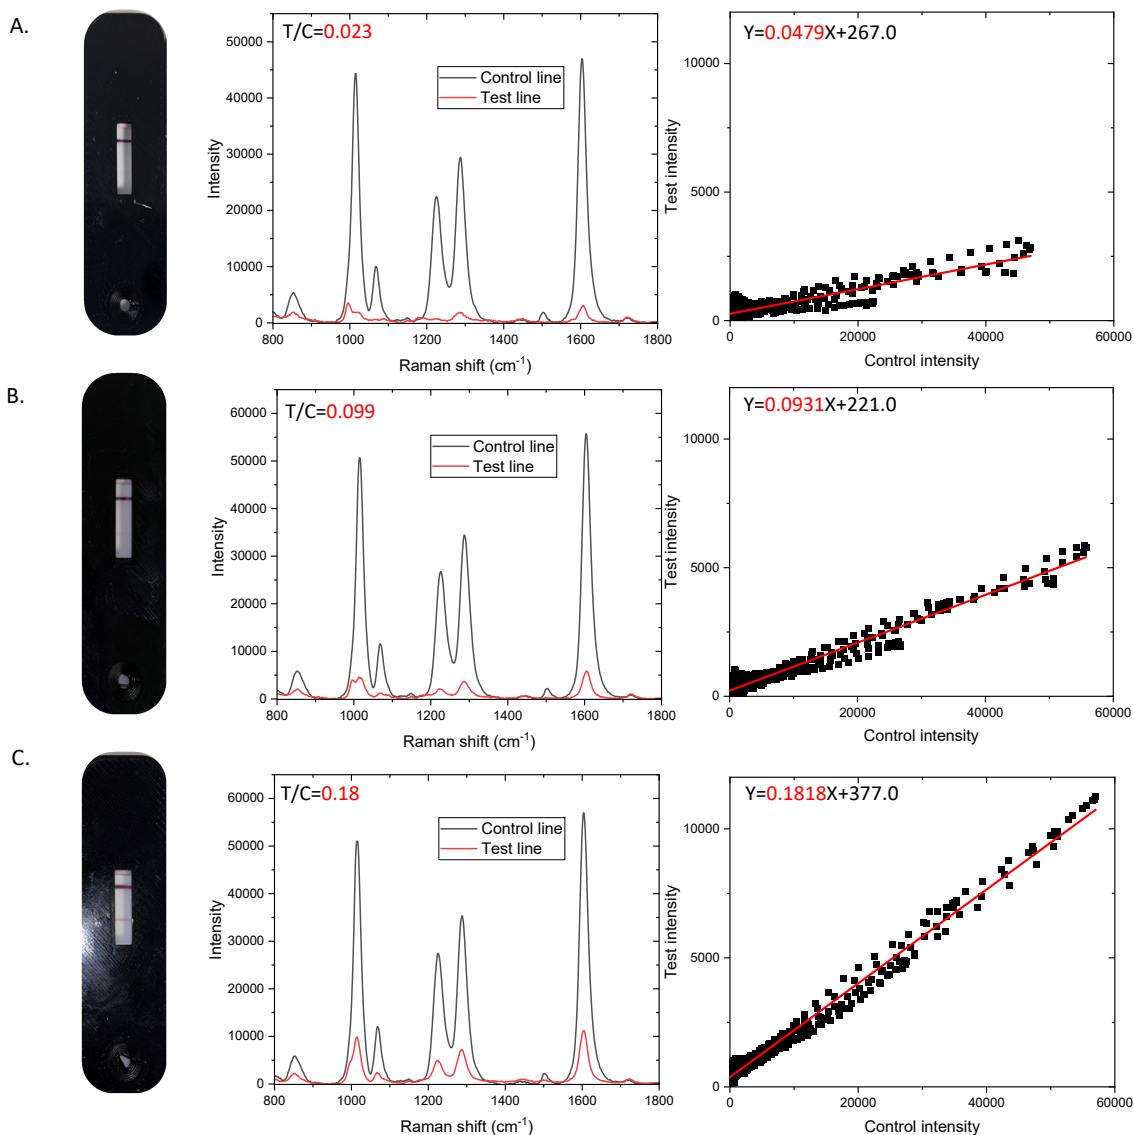 A.
T/C=0.023
Control line
Test line
Intensity
50000
40000
30000
20000
10000
0
800
1000
1200
1400
1600
1800
Raman shift (cm⁻¹)
Y=0.0479X+267.0
Test intensity
10000
5000
0
0
20000
40000
60000
Control intensity
B.
T/C=0.099
Control line
Test line
Intensity
60000
50000
40000
30000
20000
10000
0
800
1000
1200
1400
1600
1800
Raman shift (cm⁻¹)
Y=0.0931X+221.0
Test intensity
10000
5000
0
0
20000
40000
60000
Control intensity
C.
T/C=0.18
Control line
Test line
Intensity
60000
50000
40000
30000
20000
10000
0
800
1000
1200
1400
1600
1800
Raman shift (cm⁻¹)
Y=0.1818X+377.0
Test intensity
10000
5000
0
0
20000
40000
60000
Control intensity